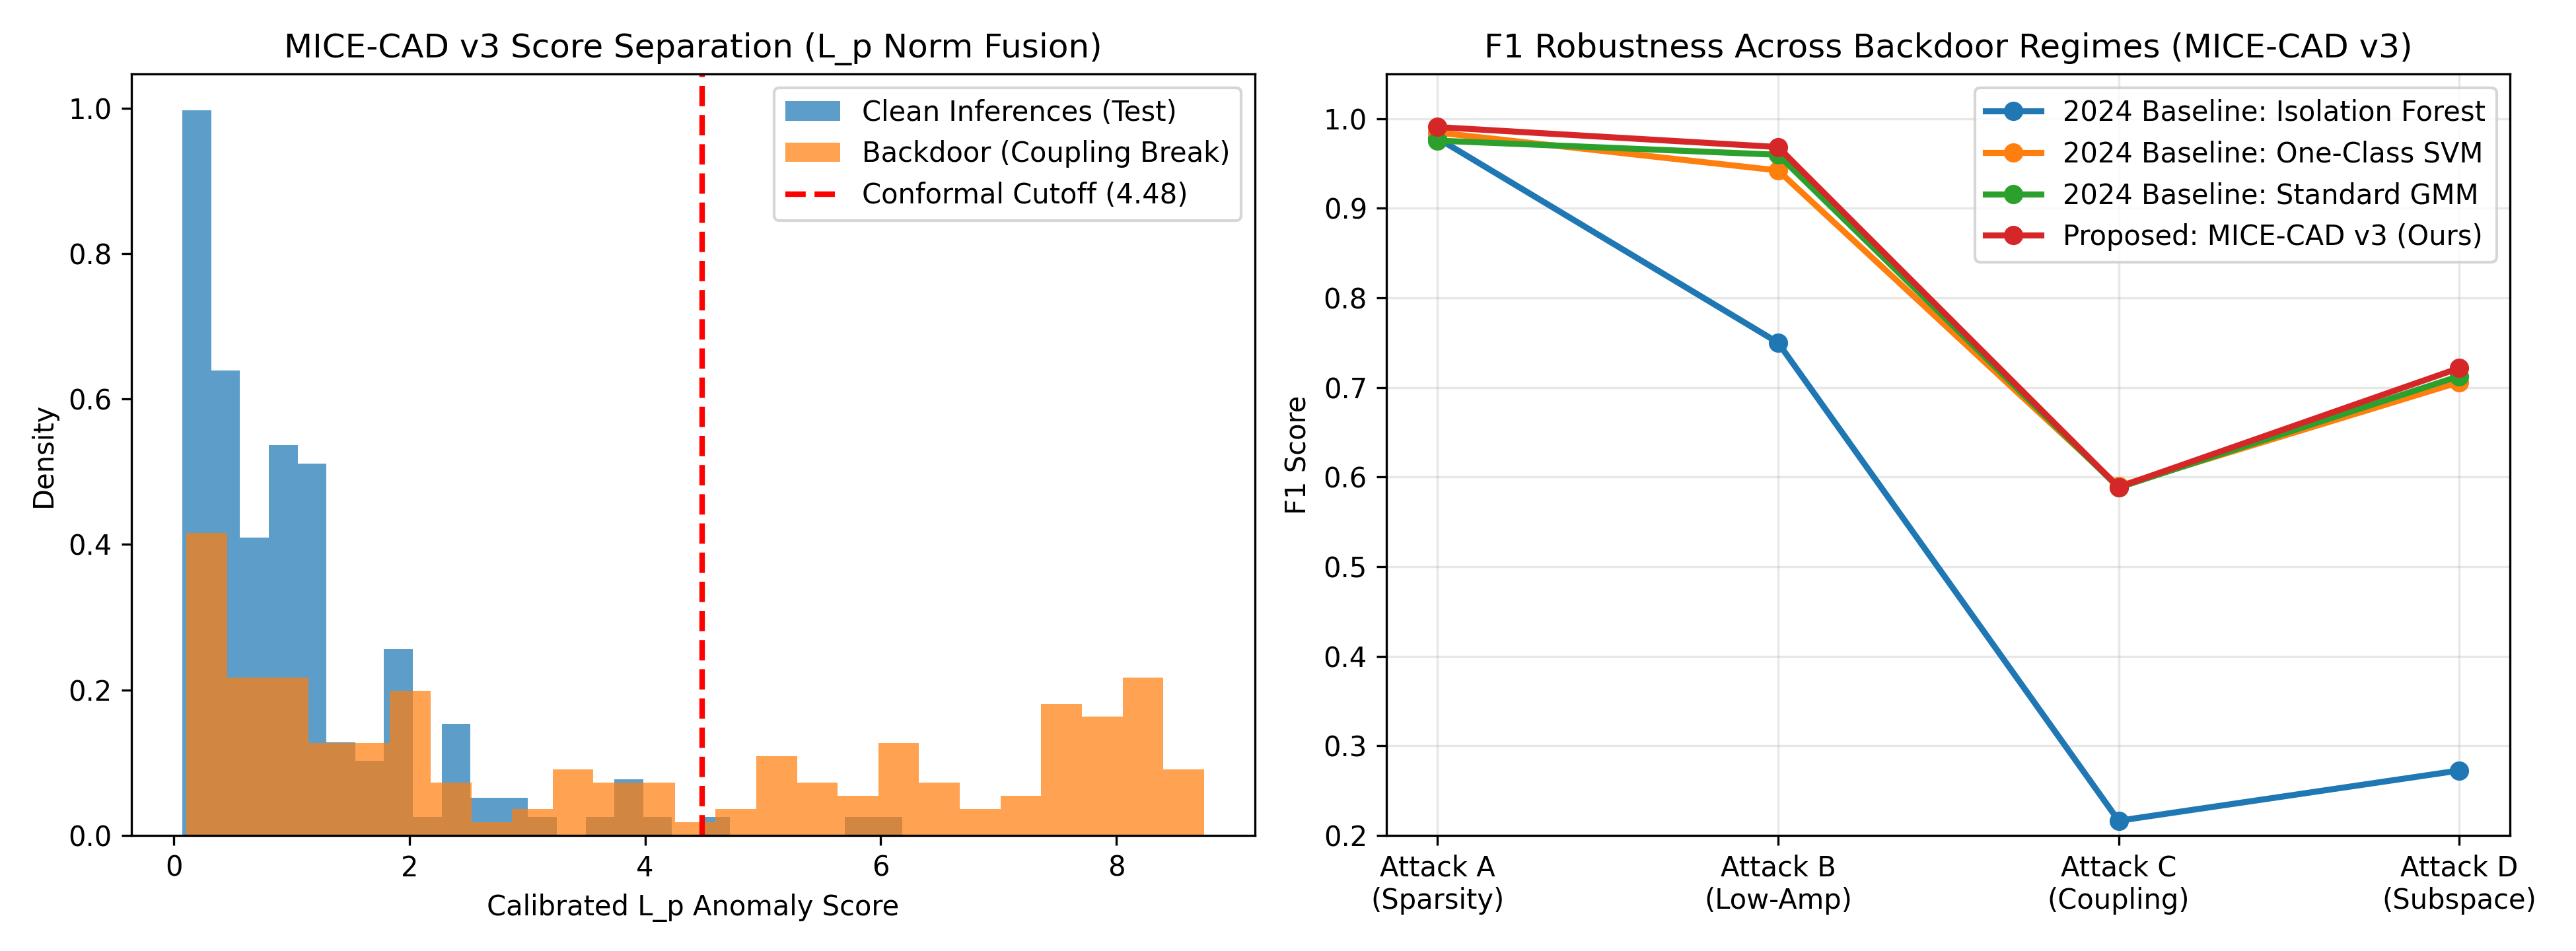 MICE-CAD v3 Score Separation (L_p Norm Fusion)
Clean Inferences (Test)
Backdoor (Coupling Break)
Conformal Cutoff (4.48)
Density
1.0
0.8
0.6
0.4
0.2
0.0
0
2
4
6
8
Calibrated L_p Anomaly Score
F1 Robustness Across Backdoor Regimes (MICE-CAD v3)
2024 Baseline: Isolation Forest
2024 Baseline: One-Class SVM
2024 Baseline: Standard GMM
Proposed: MICE-CAD v3 (Ours)
F1 Score
1.0
0.9
0.8
0.7
0.6
0.5
0.4
0.3
0.2
Attack A
(Sparsity)
Attack B
(Low-Amp)
Attack C
(Coupling)
Attack D
(Subspace)